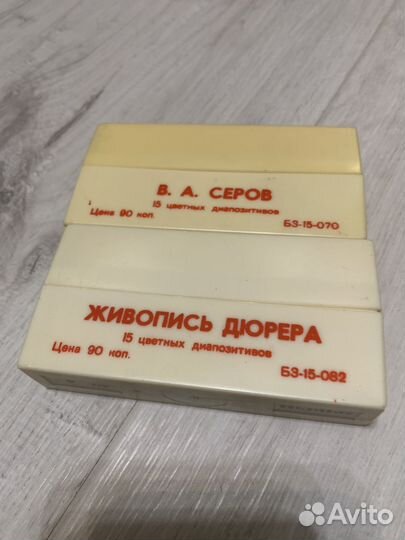 В. А. СЕРОВ
15 цветных диапозитивов
Цена 90 коп.
БЗ-15-070
ЖИВОПИСЬ ДЮРЕРА
15 цветных диапозитивов
Цена 90 коп.
БЗ-15-082
Avito